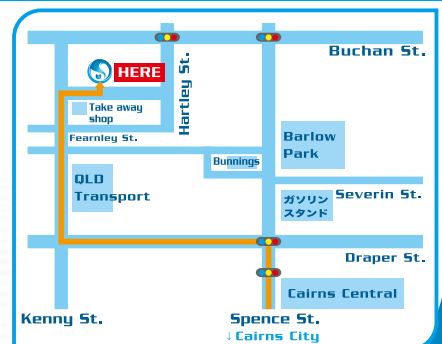 Buchan St.
HERE
Hartley St.
Take away
shop
Fearnley St.
Barlow
Park
Bunnings
QLD
Transport
Severin St.
ガソリン
スタンド
Draper St.
Cairns Central
Kenny St.
Spence St.
↓Cairns City